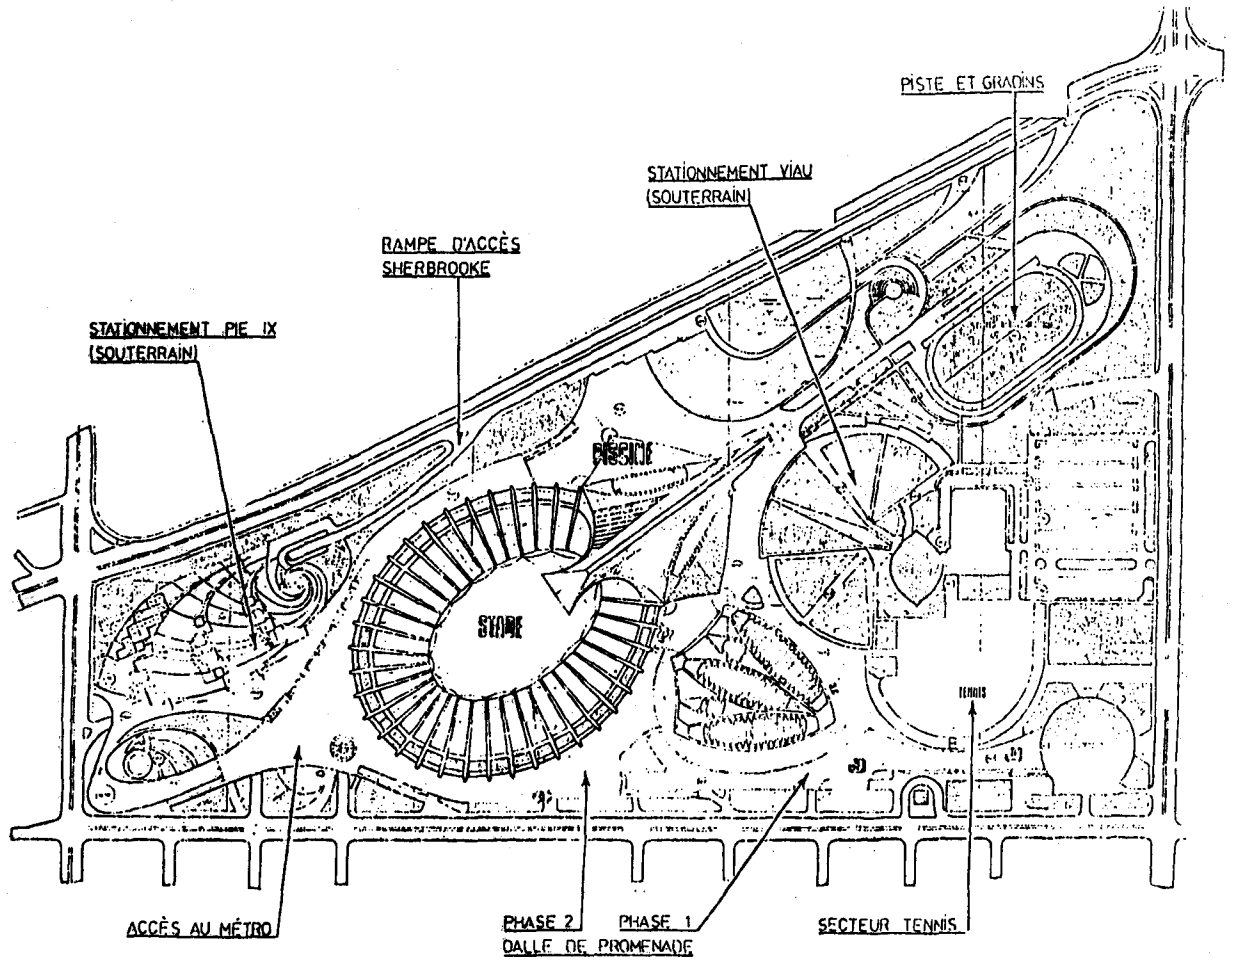 PISTE ET GRADINS
STATIONNEMENT VIAU
(SOUTERRAIN)
RAMPE D'ACCÈS
SHERBROOKE
STATIONNEMENT PIE IX
(SOUTERRAIN)
PISSINE
STADE
TENNIS
ACCÈS AU MÉTRO
PHASE 2
PHASE 1
DALLE DE PROMENADE
SECTEUR TENNIS